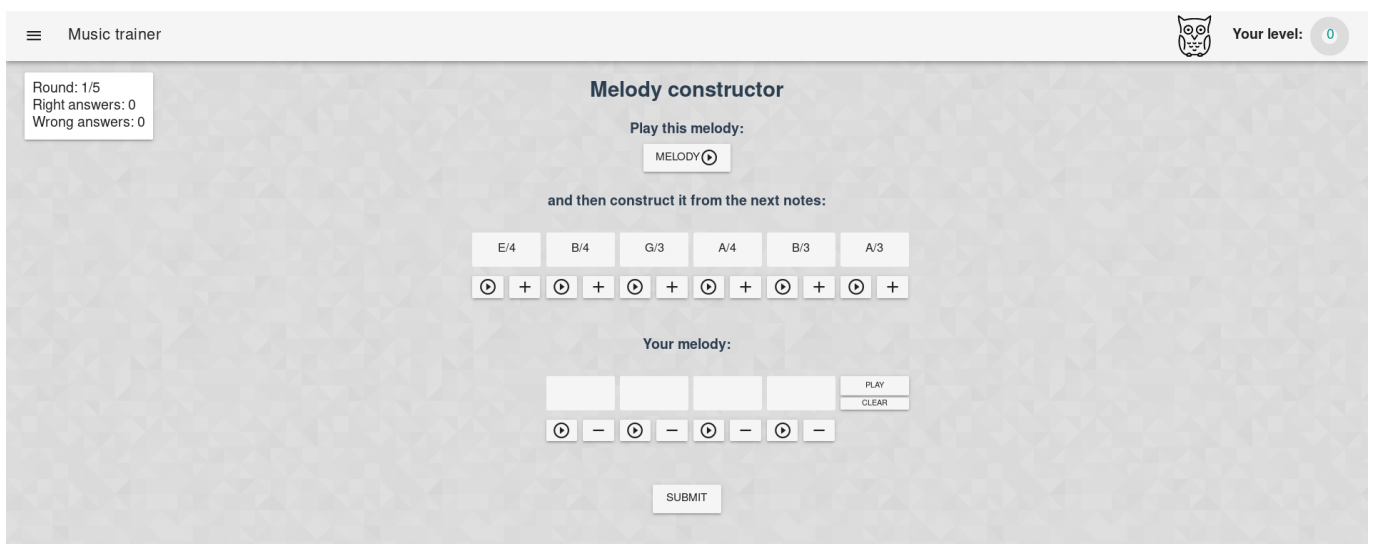 Music trainer
Your level: 0
Round: 1/5
Right answers: 0
Wrong answers: 0
Melody constructor
Play this melody:
MELODY
and then construct it from the next notes:
E/4 B/4 G/3 A/4 B/3 A/3
Your melody:
PLAY
CLEAR
SUBMIT